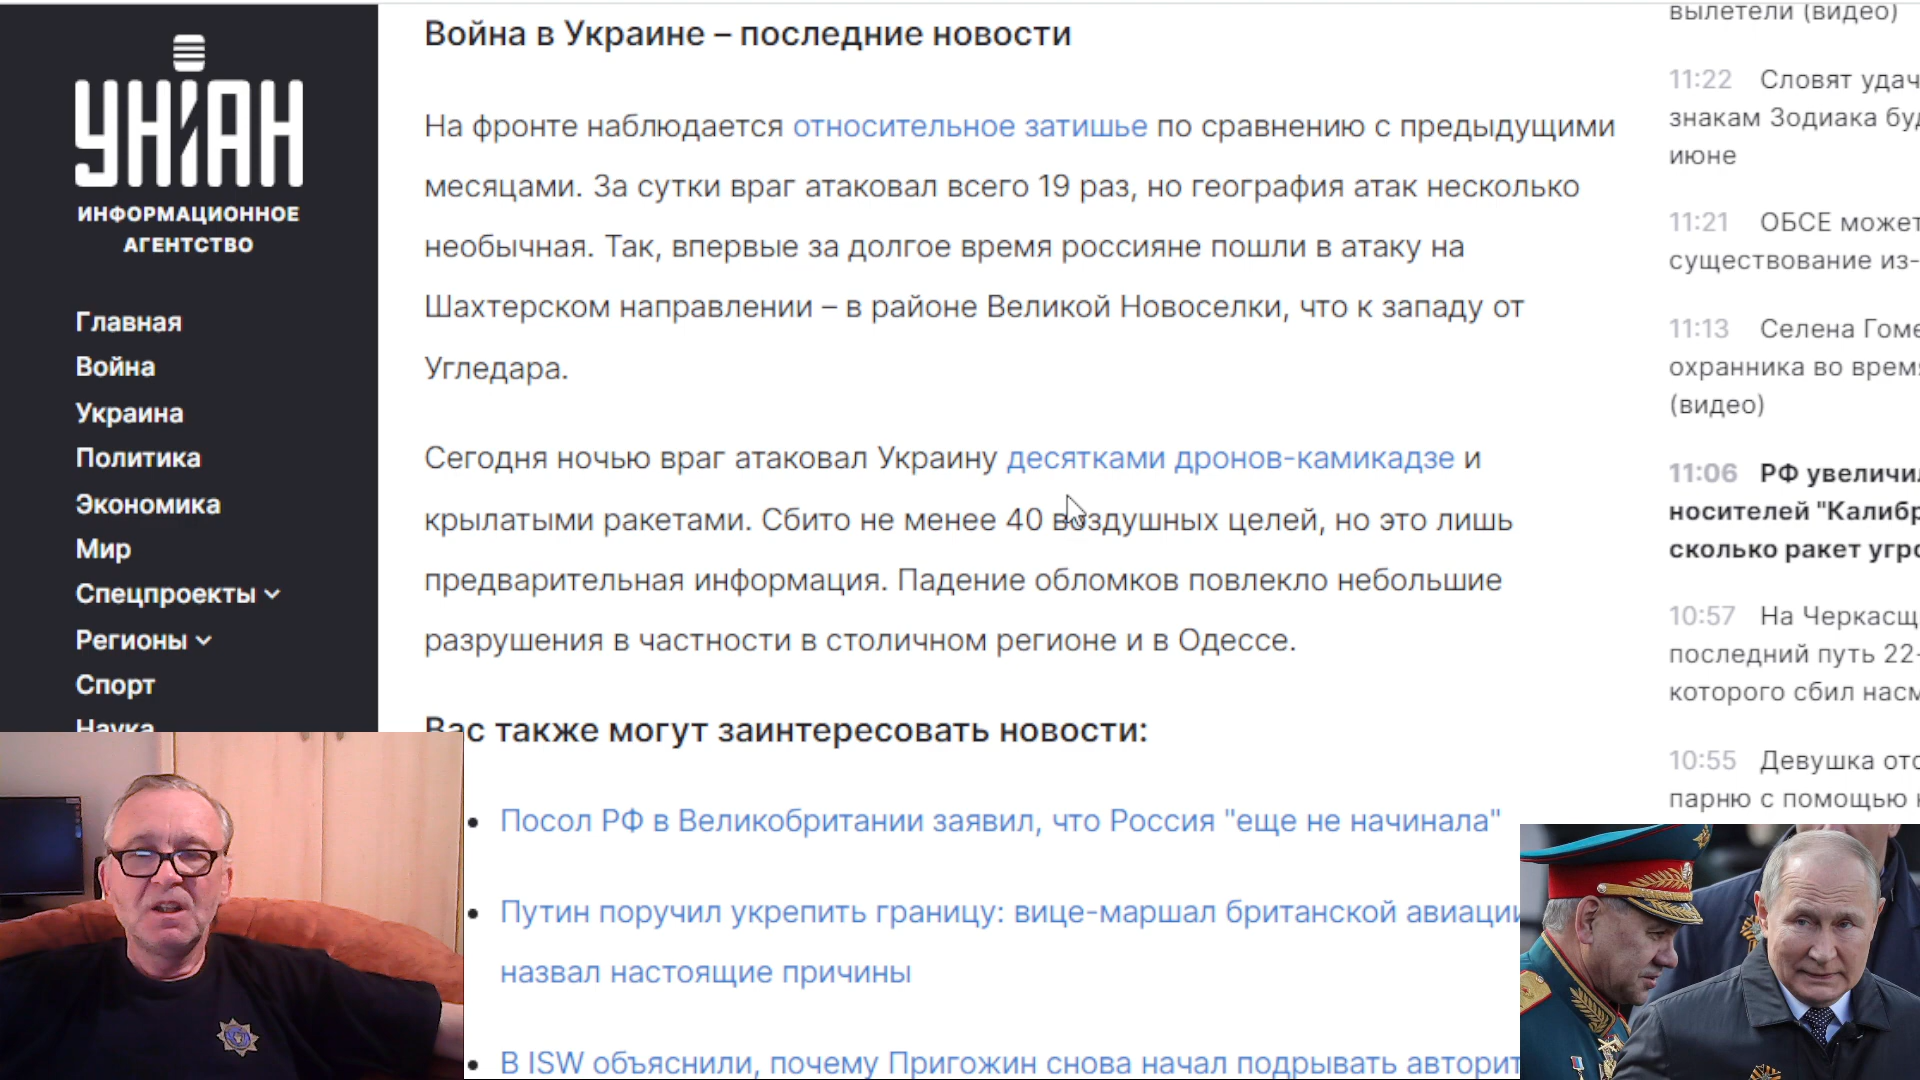 УНІАН
ИНФОРМАЦИОННОЕ
АГЕНТСТВО
Главная
Война
Украина
Политика
Экономика
Мир
Спецпроекты
Регионы
Спорт
Наука
Война в Украине – последние новости
На фронте наблюдается относительное затишье по сравнению с предыдущими
месяцами. За сутки враг атаковал всего 19 раз, но география атак несколько
необычная. Так, впервые за долгое время россияне пошли в атаку на
Шахтерском направлении – в районе Великой Новоселки, что к западу от
Угледара.
Сегодня ночью враг атаковал Украину десятками дронов-камикадзе и
крылатыми ракетами. Сбито не менее 40 воздушных целей, но это лишь
предварительная информация. Падение обломков повлекло небольшие
разрушения в частности в столичном регионе и в Одессе.
Вас также могут заинтересовать новости:
Посол РФ в Великобритании заявил, что Россия "еще не начинала"
Путин поручил укрепить границу: вице-маршал британской авиации
назвал настоящие причины
В ISW объяснили, почему Пригожин снова начал подрывать авторит
вылетели (видео)
11:22 Словят удач
знакам Зодиака буд
июне
11:21 ОБСЕ может
существование из-
11:13 Селена Гоме
охранника во время
(видео)
11:06 РФ увеличил
носителей "Калибр
сколько ракет угро
10:57 На Черкасщ
последний путь 22-
которого сбил насм
10:55 Девушка отс
парню с помощью